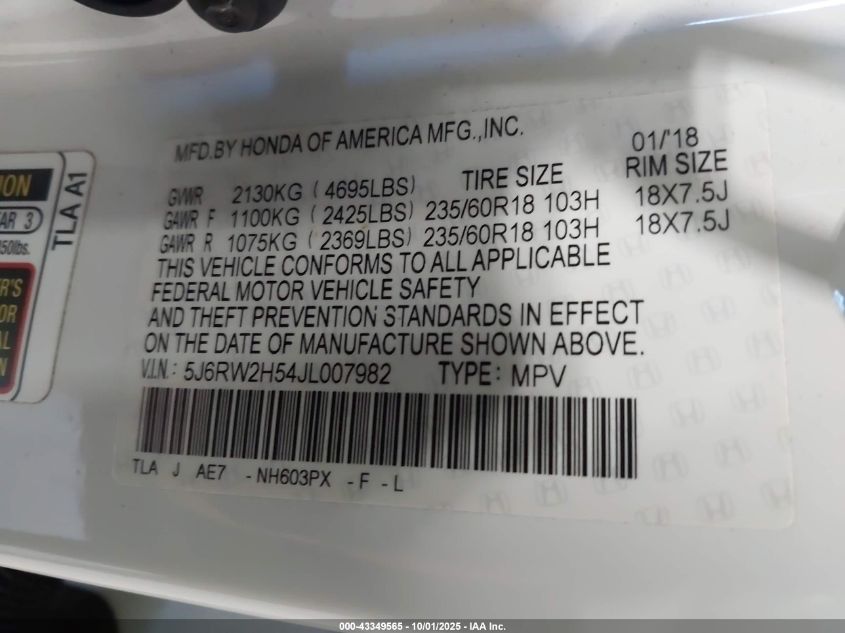 MFD.BY HONDA OF AMERICA MFG.,INC. 01/'18
TIRE SIZE RIM SIZE
GVWR 2130KG ( 4695LBS)
GAWR F 1100KG ( 2425LBS) 235/60R18 103H 18X7.5J
GAWR R 1075KG ( 2369LBS) 235/60R18 103H 18X7.5J
THIS VEHICLE CONFORMS TO ALL APPLICABLE
FEDERAL MOTOR VEHICLE SAFETY
AND THEFT PREVENTION STANDARDS IN EFFECT
ON THE DATE OF MANUFACTURE SHOWN ABOVE.
V.I.N.: 5J6RW2H54JL007982 TYPE: MPV
TLA J AE7 -NH603PX -F -L
TLA A1
000-43349565 - 10/01/2025 - IAA Inc.